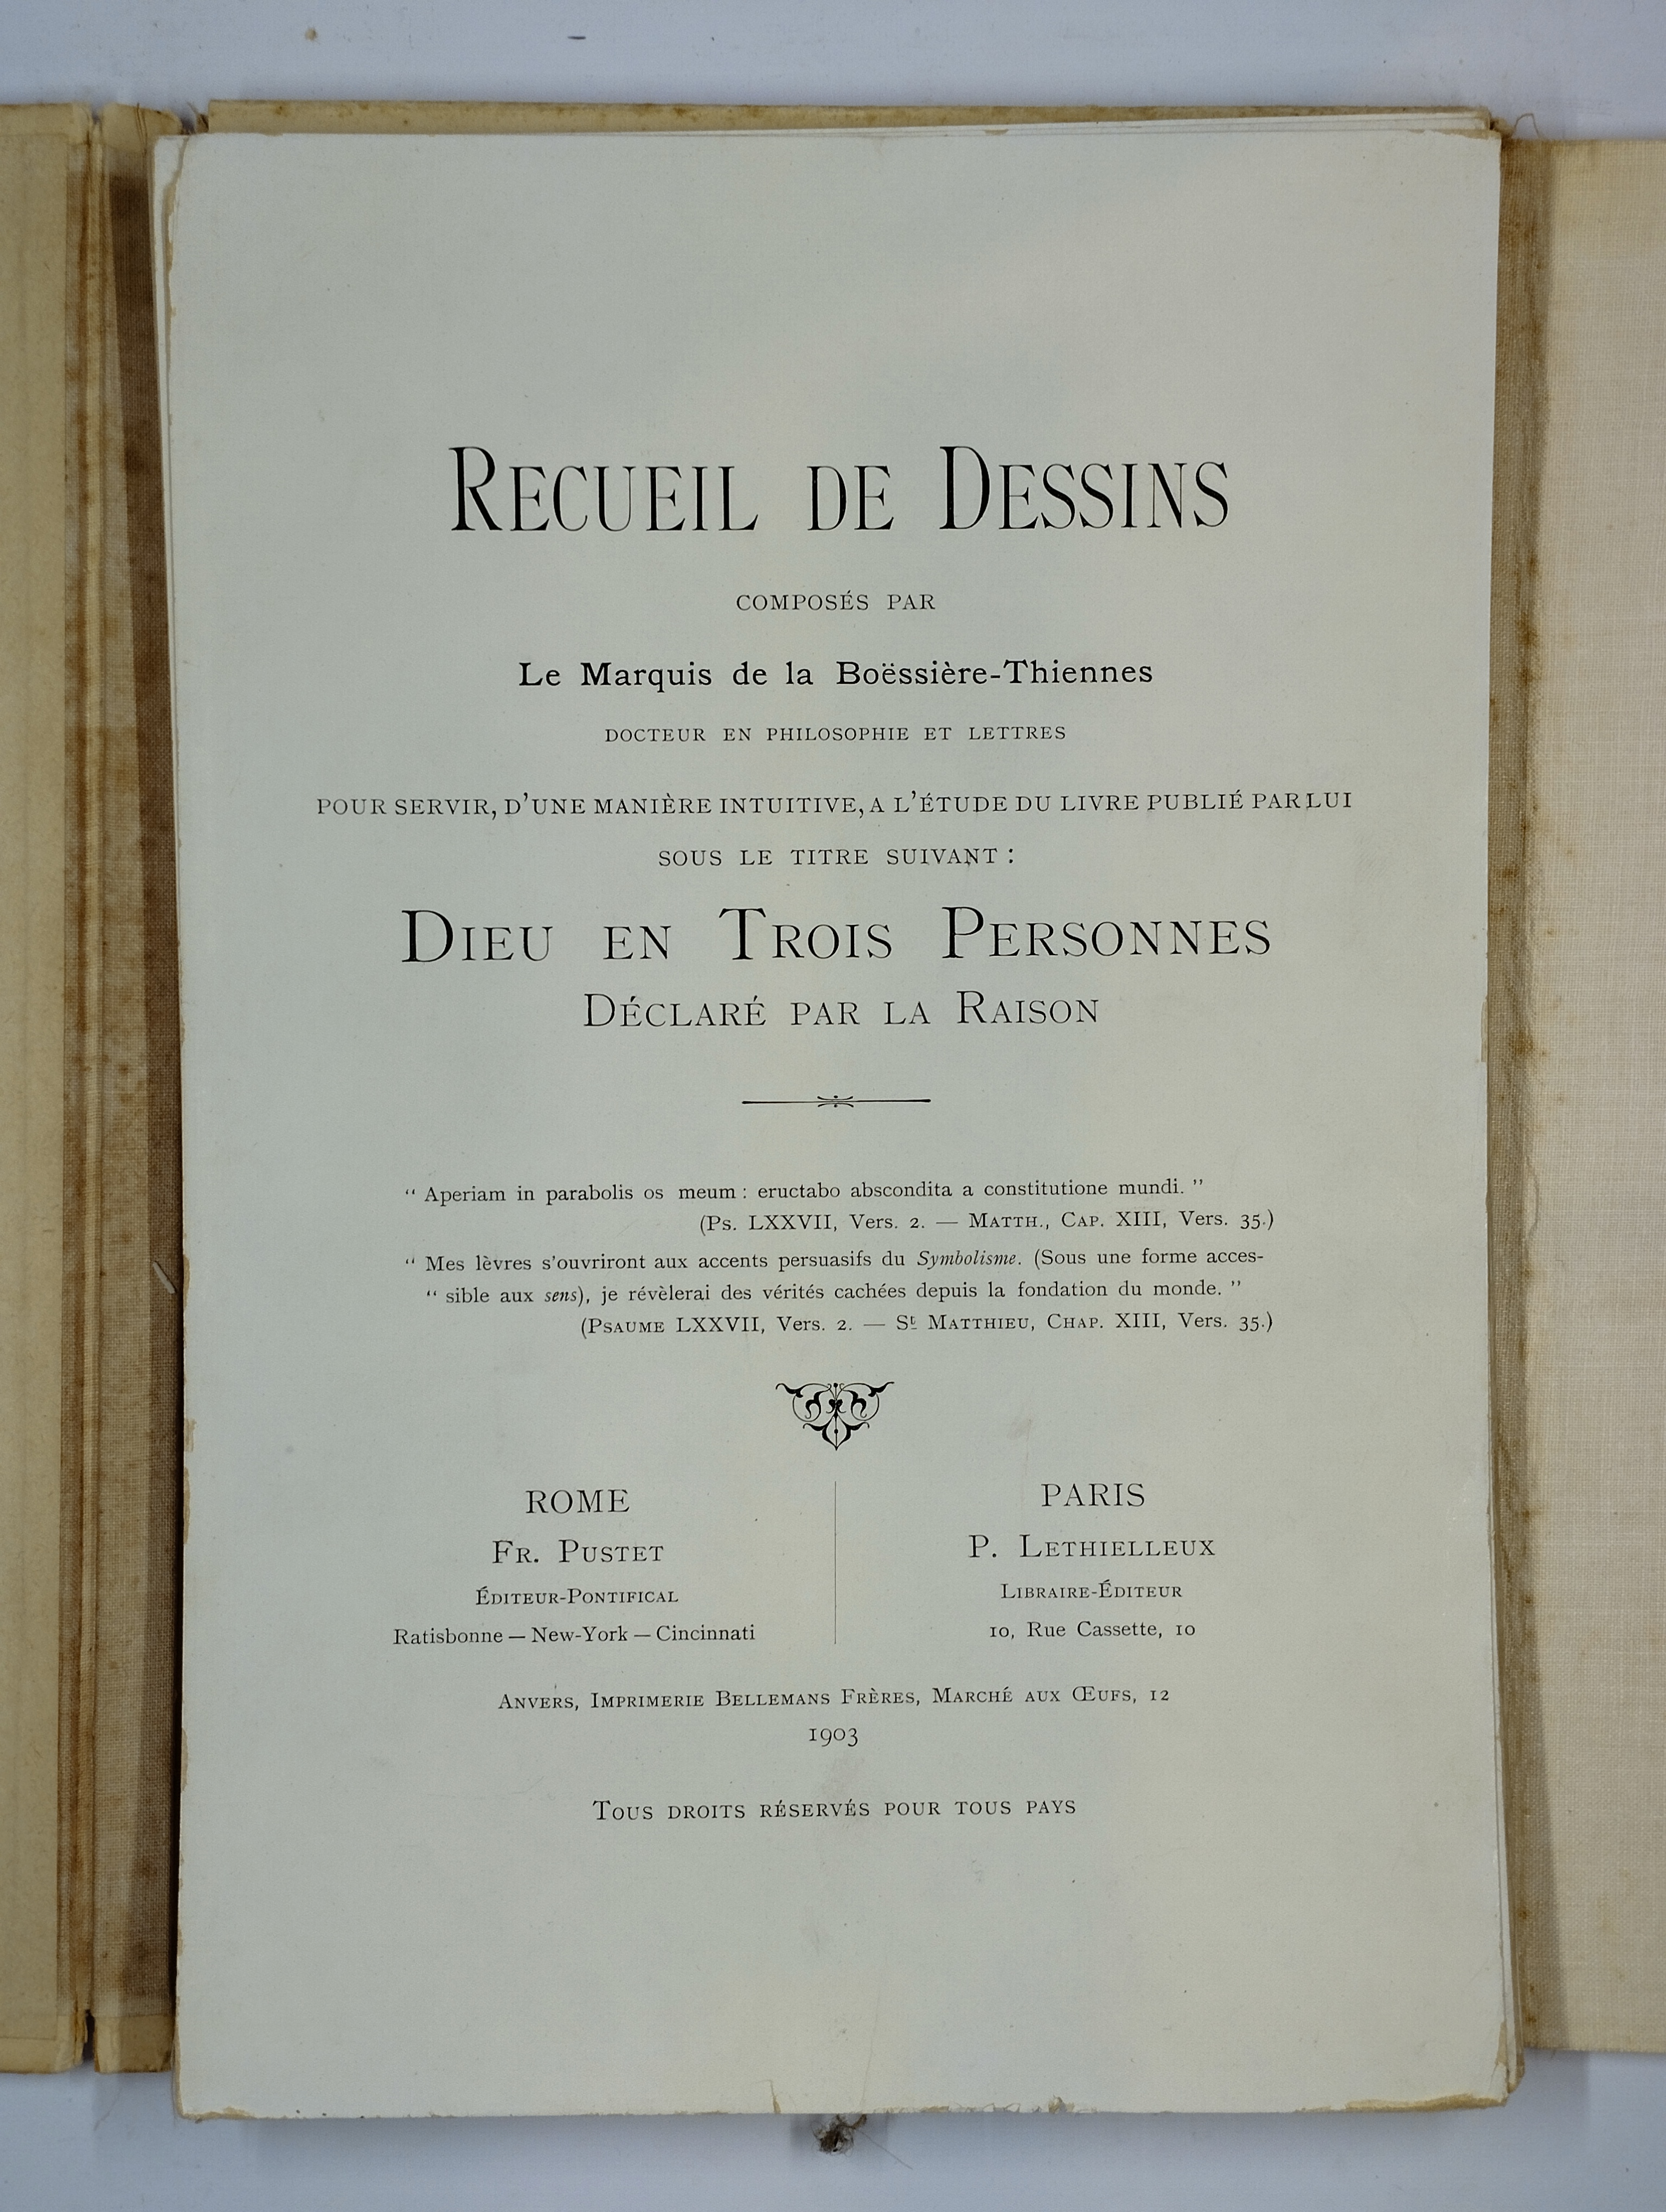 RECUEIL DE DESSINS
COMPOSÉS PAR
Le Marquis de la Boëssière-Thiennes
DOCTEUR EN PHILOSOPHIE ET LETTRES
POUR SERVIR, D'UNE MANIÈRE INTUITIVE, A L'ÉTUDE DU LIVRE PUBLIÉ PAR LUI
SOUS LE TITRE SUIVANT :
DIEU EN TROIS PERSONNES
DÉCLARÉ PAR LA RAISON
“ Aperiam in parabolis os meum : eructabo abscondita a constitutione mundi. ”
(Ps. LXXVII, Vers. 2. — MATTH., CAP. XIII, Vers. 35.)
“ Mes lèvres s'ouvriront aux accents persuasifs du Symbolisme. (Sous une forme acces-
“ sible aux sens), je révèlerai des vérités cachées depuis la fondation du monde. ”
(PSAUME LXXVII, Vers. 2. — St MATTHIEU, CHAP. XIII, Vers. 35.)
ROME
FR. PUSTET
ÉDITEUR-PONTIFICAL
Ratisbonne — New-York — Cincinnati
PARIS
P. LETHIELLEUX
LIBRAIRE-ÉDITEUR
10, Rue Cassette, 10
ANVERS, IMPRIMERIE BELLEMANS FRÈRES, MARCHÉ AUX ŒUFS, 12
1903
TOUS DROITS RÉSERVÉS POUR TOUS PAYS